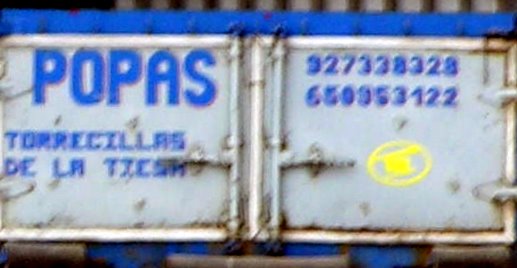 POPAS
TORRECILLAS
DE LA TIESA
927338328
650953122